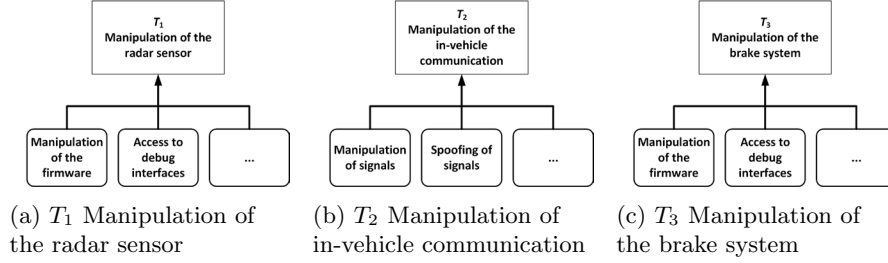 T₁
Manipulation of the
radar sensor
Manipulation
of the
firmware
Access to
debug
interfaces
...
(a) T₁ Manipulation of
the radar sensor
T₂
Manipulation of the
in-vehicle
communication
Manipulation
of signals
Spoofing of
signals
...
(b) T₂ Manipulation of
in-vehicle communication
T₃
Manipulation of the
brake system
Manipulation
of the
firmware
Access to
debug
interfaces
...
(c) T₃ Manipulation of
the brake system